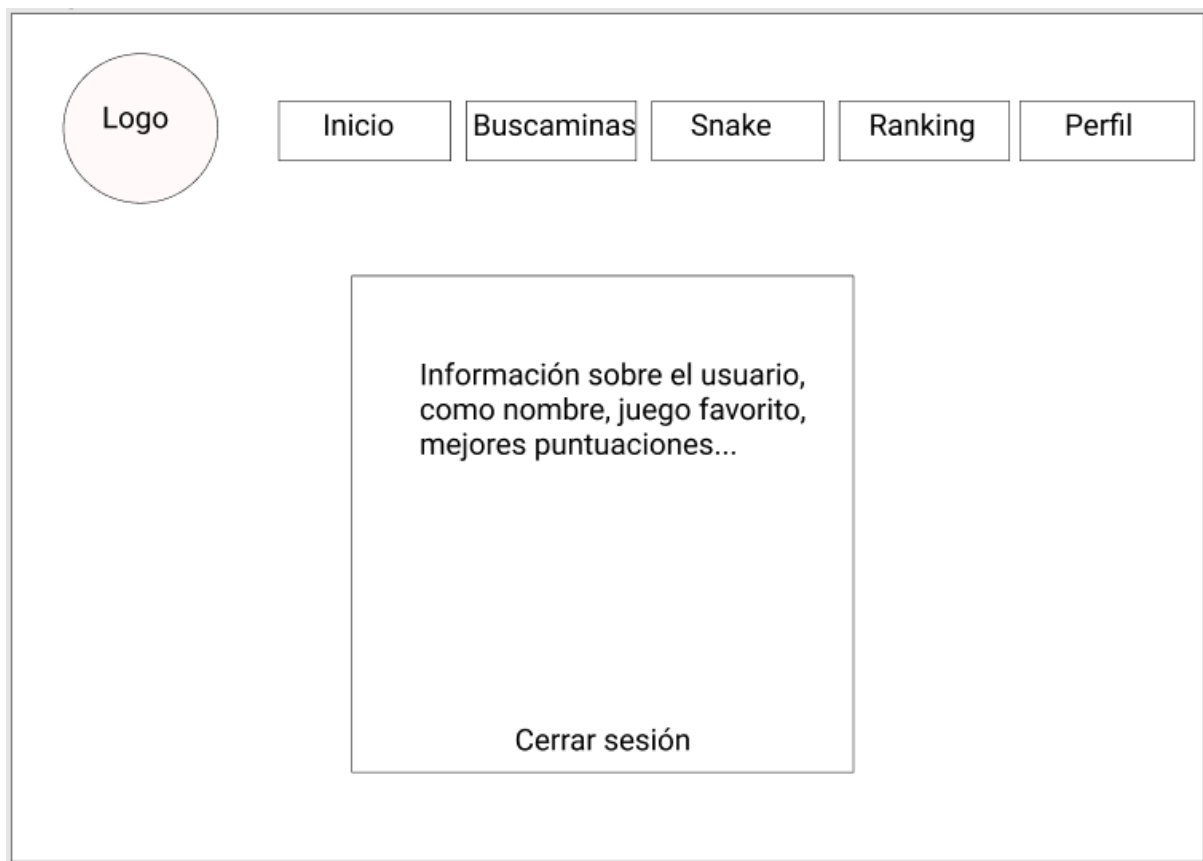 Logo
Inicio
Buscaminas
Snake
Ranking
Perfil
Información sobre el usuario,
como nombre, juego favorito,
mejores puntuaciones...
Cerrar sesión